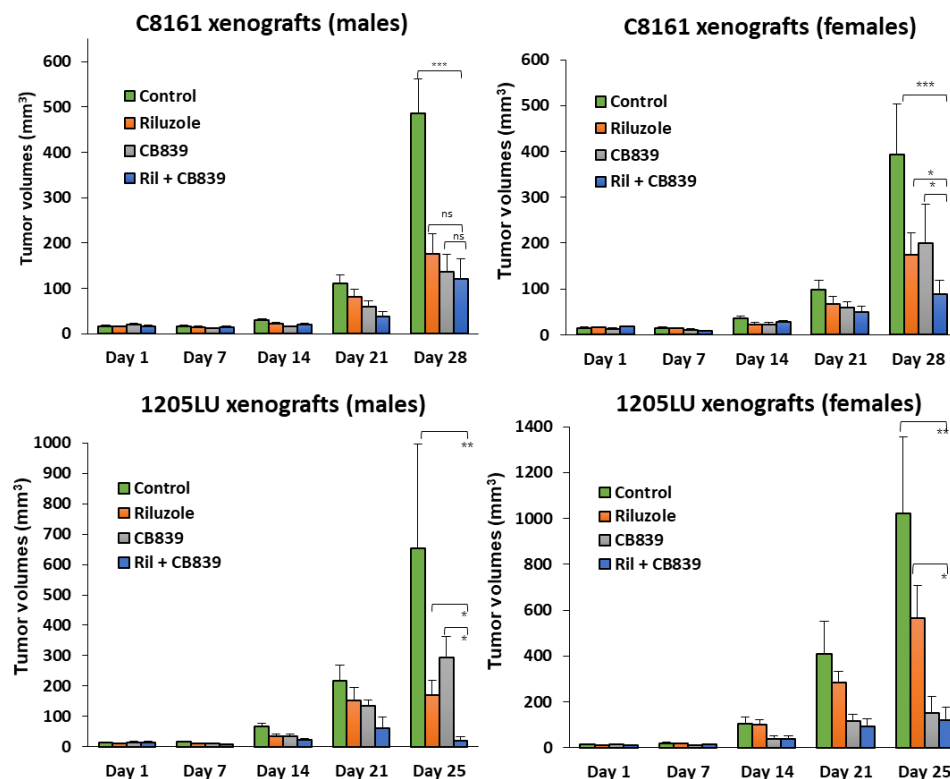 C8161 xenografts (males)
Tumor volumes (mm³)
600
500
400
300
200
100
0
Control
Riluzole
CB839
Ril + CB839
***
ns
ns
Day 1 Day 7 Day 14 Day 21 Day 28
C8161 xenografts (females)
Tumor volumes (mm³)
600
500
400
300
200
100
0
Control
Riluzole
CB839
Ril + CB839
***
*
*
Day 1 Day 7 Day 14 Day 21 Day 28
1205LU xenografts (males)
Tumor volumes (mm³)
1000
900
800
700
600
500
400
300
200
100
0
Control
Riluzole
CB839
Ril + CB839
**
*
*
Day 1 Day 7 Day 14 Day 21 Day 25
1205LU xenografts (females)
Tumor volumes (mm³)
1400
1200
1000
800
600
400
200
0
Control
Riluzole
CB839
Ril + CB839
**
*
Day 1 Day 7 Day 14 Day 21 Day 25